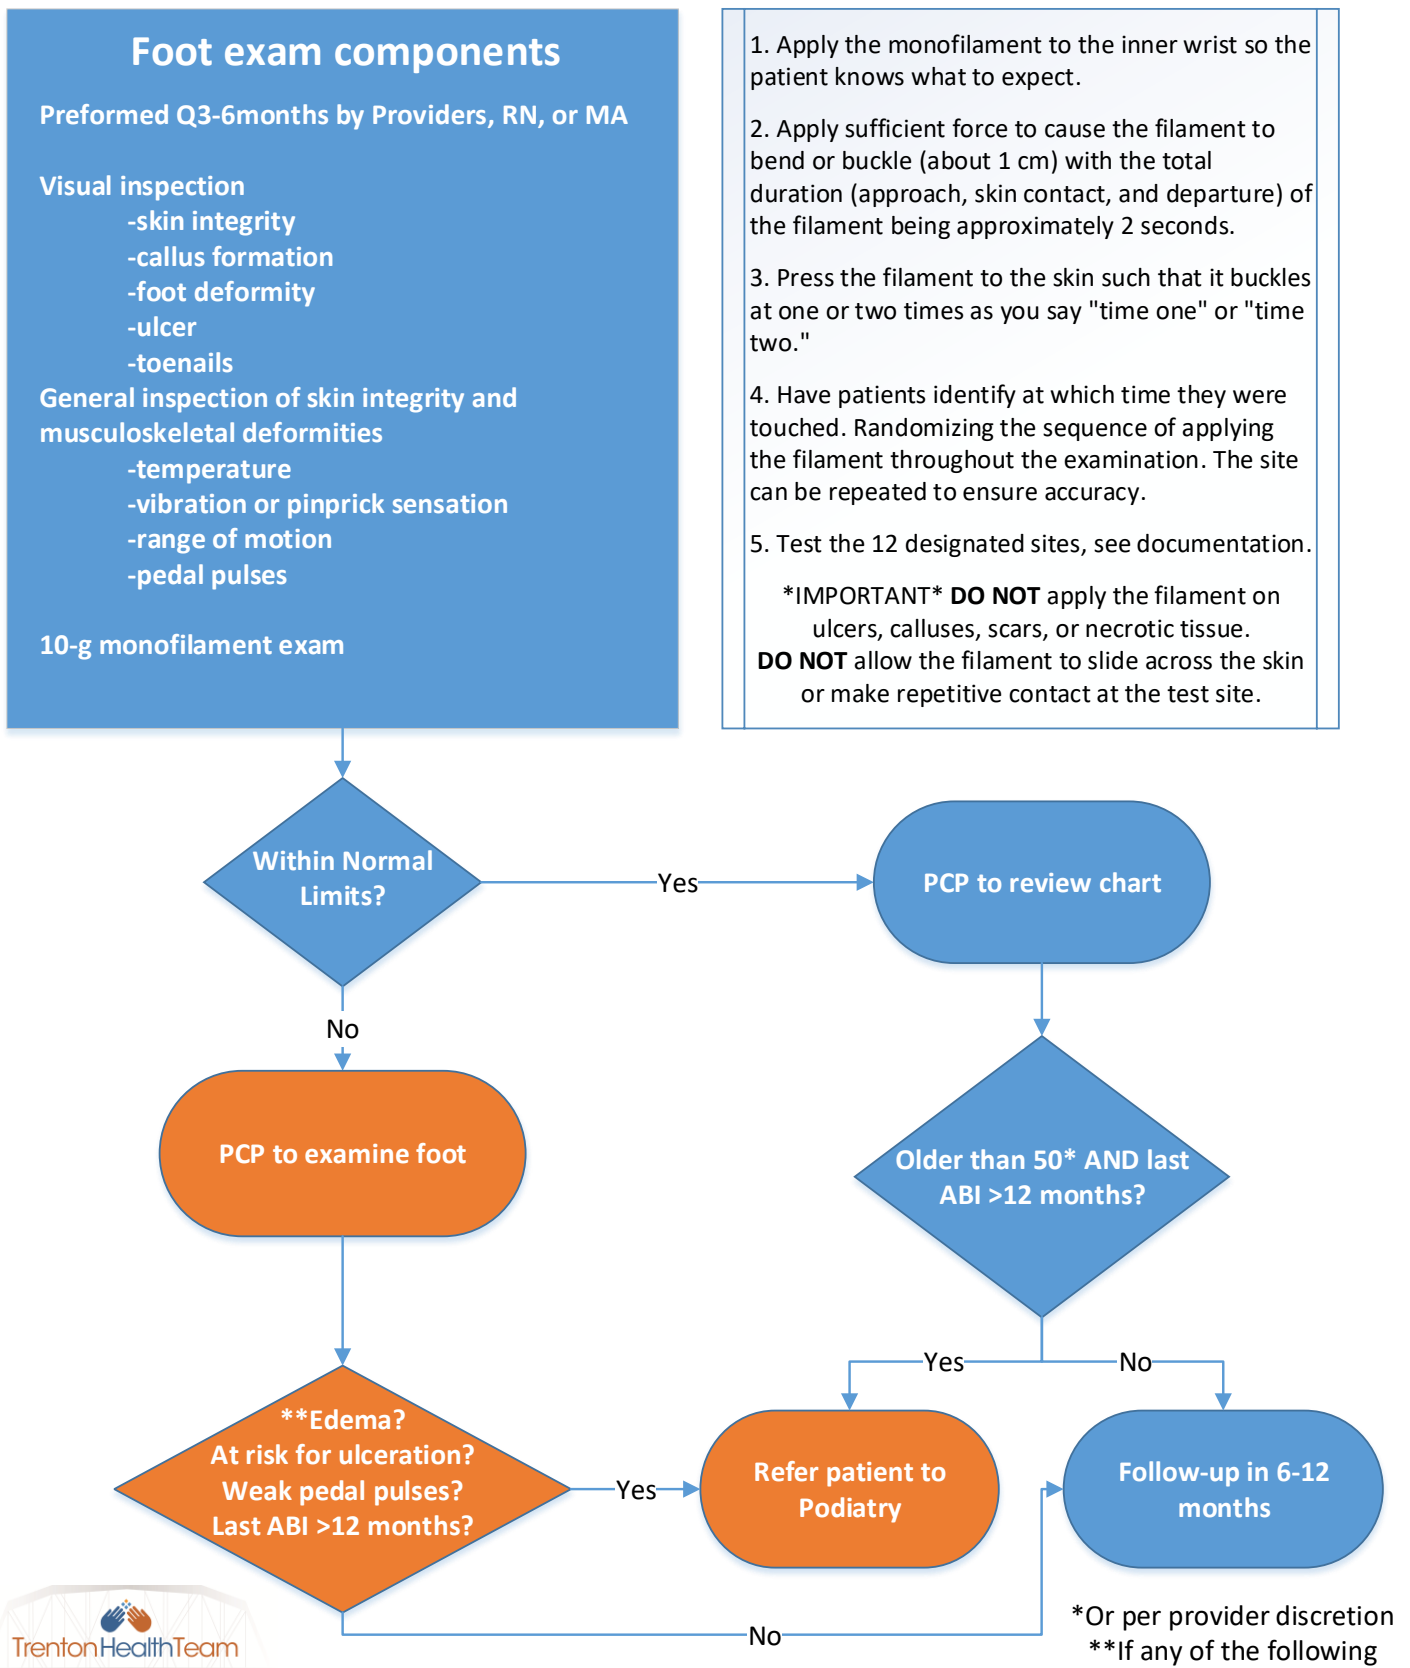 Foot exam components
Preformed Q3-6months by Providers, RN, or MA
Visual inspection
-skin integrity
-callus formation
-foot deformity
-ulcer
-toenails
General inspection of skin integrity and
musculoskeletal deformities
-temperature
-vibration or pinprick sensation
-range of motion
-pedal pulses
10-g monofilament exam
1. Apply the monofilament to the inner wrist so the
patient knows what to expect.
2. Apply sufficient force to cause the filament to
bend or buckle (about 1 cm) with the total
duration (approach, skin contact, and departure) of
the filament being approximately 2 seconds.
3. Press the filament to the skin such that it buckles
at one or two times as you say "time one" or "time
two."
4. Have patients identify at which time they were
touched. Randomizing the sequence of applying
the filament throughout the examination. The site
can be repeated to ensure accuracy.
5. Test the 12 designated sites, see documentation.
*IMPORTANT* DO NOT apply the filament on
ulcers, calluses, scars, or necrotic tissue.
DO NOT allow the filament to slide across the skin
or make repetitive contact at the test site.
Within Normal
Limits?
Yes
PCP to review chart
No
PCP to examine foot
Older than 50* AND last
ABI >12 months?
Yes
No
**Edema?
At risk for ulceration?
Weak pedal pulses?
Last ABI >12 months?
Yes
Refer patient to
Podiatry
Follow-up in 6-12
months
No
*Or per provider discretion
**If any of the following
TrentonHealthTeam